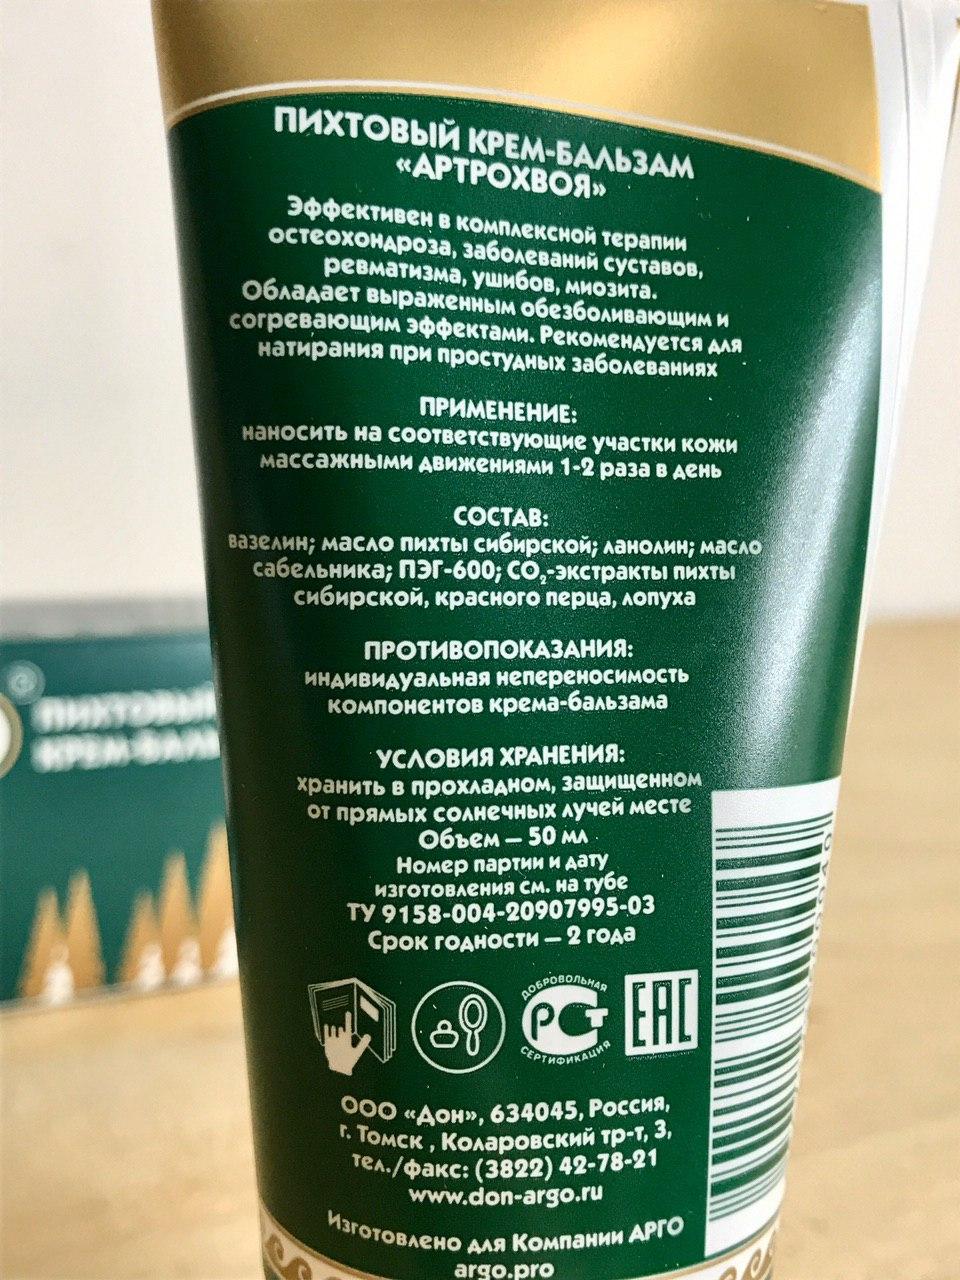 ПИХТОВЫЙ КРЕМ-БАЛЬЗАМ
«АРТРОХВОЯ»
Эффективен в комплексной терапии
остеохондроза, заболеваний суставов,
ревматизма, ушибов, миозита.
Обладает выраженным обезболивающим и
согревающим эффектами. Рекомендуется для
натирания при простудных заболеваниях
ПРИМЕНЕНИЕ:
наносить на соответствующие участки кожи
массажными движениями 1-2 раза в день
СОСТАВ:
вазелин; масло пихты сибирской; ланолин; масло
сабельника; ПЭГ-600; CO₂-экстракты пихты
сибирской, красного перца, лопуха
ПРОТИВОПОКАЗАНИЯ:
индивидуальная непереносимость
компонентов крема-бальзама
УСЛОВИЯ ХРАНЕНИЯ:
хранить в прохладном, защищенном
от прямых солнечных лучей месте
Объем – 50 мл
Номер партии и дату
изготовления см. на тубе
ТУ 9158-004-20907995-03
Срок годности – 2 года
ДОБРОВОЛЬНАЯ
РСТ
СЕРТИФИКАЦИЯ
EAC
ООО «Дон», 634045, Россия,
г. Томск , Коларовский тр-т, 3,
тел./факс: (3822) 42-78-21
www.don-argo.ru
Изготовлено для Компании АРГО
argo.pro
ПИХТОВЫЙ
КРЕМ-БАЛЬ